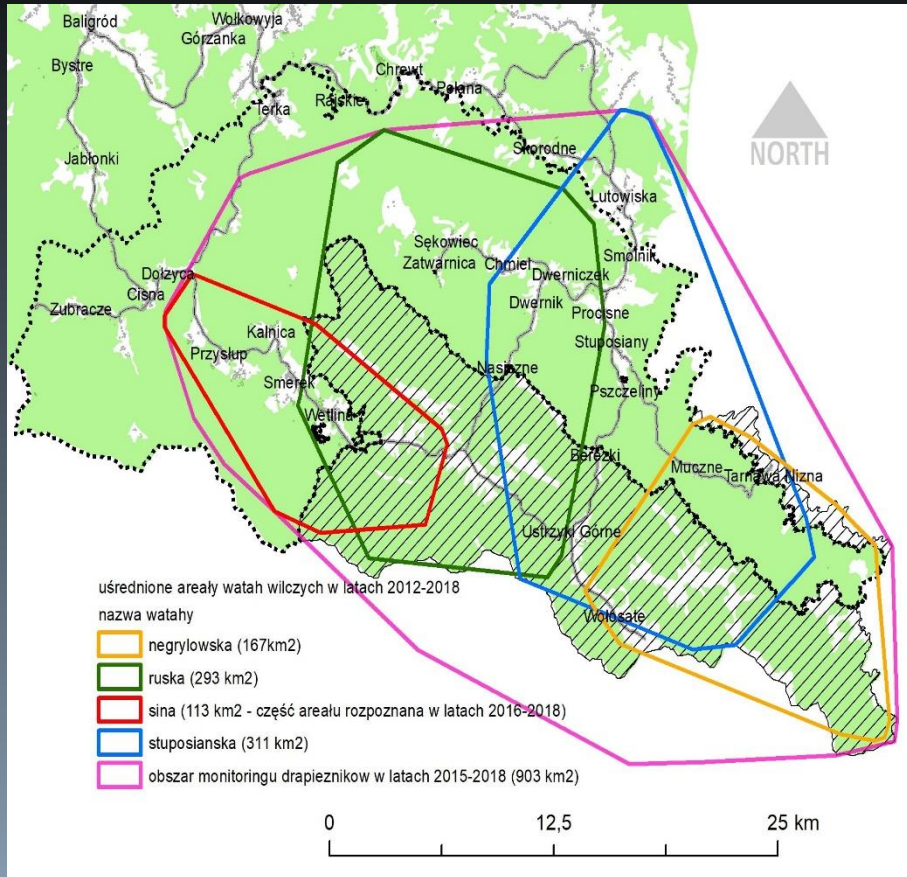 Baligród
Wołkowyja
Górzanka
Bystre
Chrewt
Terka
Rajskie
Polana
Jabłonki
Skorodne
NORTH
Lutowiska
Sękowiec
Zatwarnica
Chmiel
Smolnik
Dwerniczek
Dołżyca
Cisna
Zubracze
Dwernik
Procisne
Kalnica
Przysłup
Stuposiany
Nasiczne
Smerek
Pszczeliny
Wetlina
Bereżki
Muczne
Tarnawa Niżna
Ustrzyki Górne
Wołosate
uśrednione areały watah wilczych w latach 2012-2018
nazwa watahy
negrylowska (167km2)
ruska (293 km2)
sina (113 km2 - część areału rozpoznana w latach 2016-2018)
stuposianska (311 km2)
obszar monitoringu drapieznikow w latach 2015-2018 (903 km2)
0 12,5 25 km